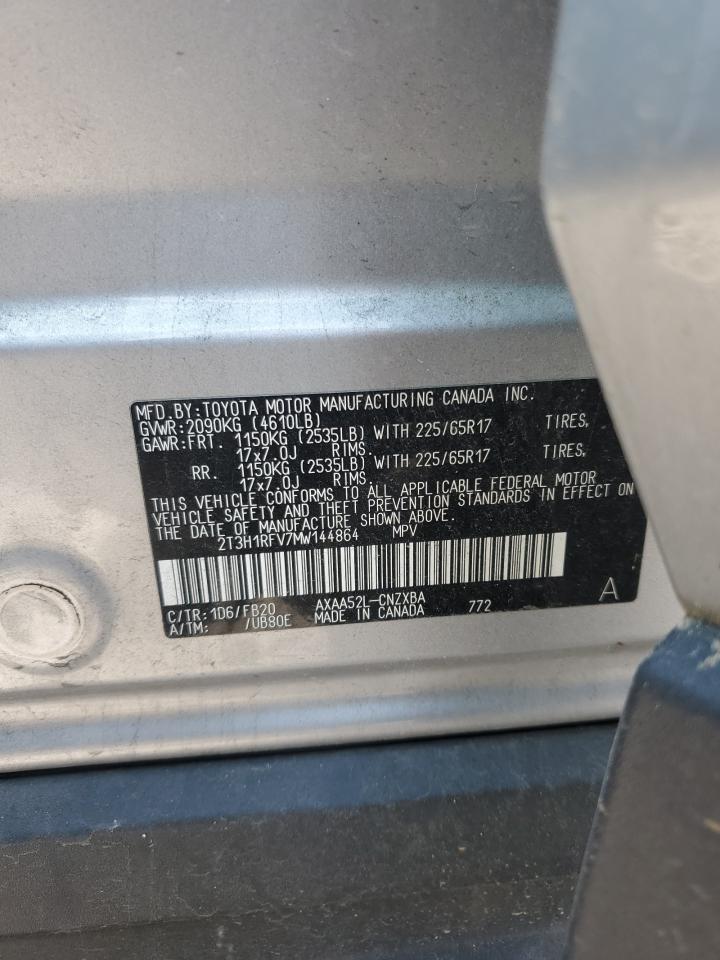 MFD.BY:TOYOTA MOTOR MANUFACTURING CANADA INC.
GVWR:2090KG (4610LB)
GAWR:FRT. 1150KG (2535LB) WITH 225/65R17 TIRES,
17x7.0J RIMS.
RR. 1150KG (2535LB) WITH 225/65R17 TIRES,
17x7.0J RIMS.
THIS VEHICLE CONFORMS TO ALL APPLICABLE FEDERAL MOTOR
VEHICLE SAFETY AND THEFT PREVENTION STANDARDS IN EFFECT ON
THE DATE OF MANUFACTURE SHOWN ABOVE.
2T3H1RFV7MW144864 MPV
C/TR:1D6/FB20 AXAA52L-CNZXBA 772 A
A/TM: /UB80E MADE IN CANADA